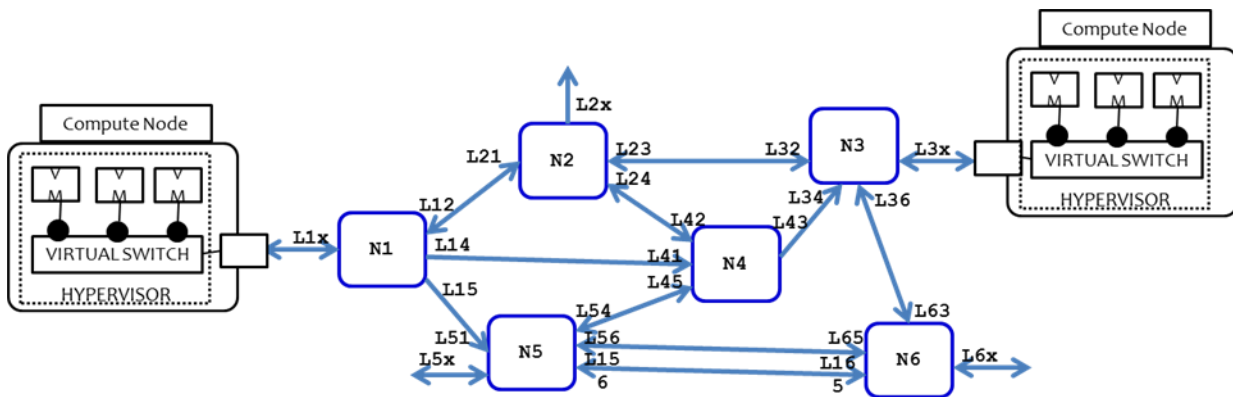 Compute Node
V
M
V
M
V
M
VIRTUAL SWITCH
HYPERVISOR
L1x
N1
L12
L14
L15
L21
L2x
N2
L23
L24
L32
N3
L3x
L34
L36
L42
L43
L41
N4
L45
L51
L5x
N5
L54
L56
L15
6
L65
L16
5
L63
N6
L6x
Compute Node
V
M
V
M
V
M
VIRTUAL SWITCH
HYPERVISOR